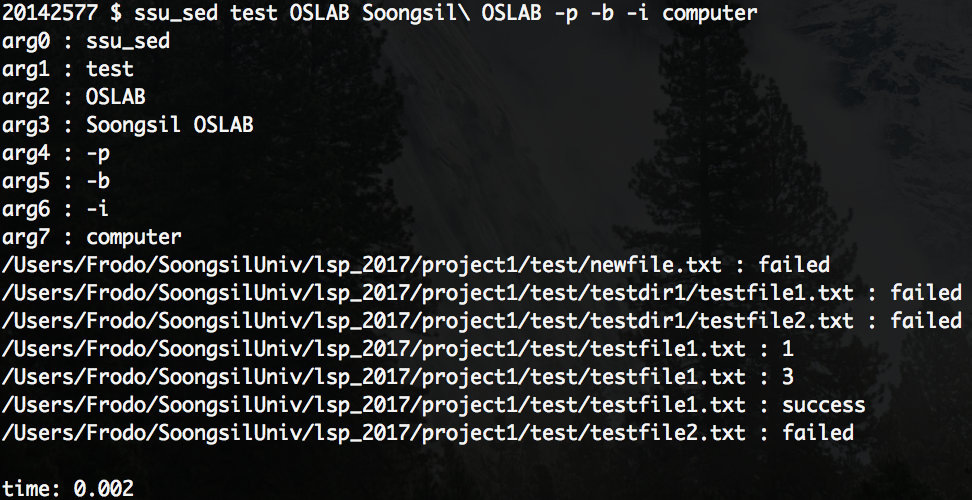 20142577 $ ssu_sed test OSLAB Soongsil\ OSLAB -p -b -i computer
arg0 : ssu_sed
arg1 : test
arg2 : OSLAB
arg3 : Soongsil OSLAB
arg4 : -p
arg5 : -b
arg6 : -i
arg7 : computer
/Users/Frodo/SoongsilUniv/lsp_2017/project1/test/newfile.txt : failed
/Users/Frodo/SoongsilUniv/lsp_2017/project1/test/testdir1/testfile1.txt : failed
/Users/Frodo/SoongsilUniv/lsp_2017/project1/test/testdir1/testfile2.txt : failed
/Users/Frodo/SoongsilUniv/lsp_2017/project1/test/testfile1.txt : 1
/Users/Frodo/SoongsilUniv/lsp_2017/project1/test/testfile1.txt : 3
/Users/Frodo/SoongsilUniv/lsp_2017/project1/test/testfile1.txt : success
/Users/Frodo/SoongsilUniv/lsp_2017/project1/test/testfile2.txt : failed
time: 0.002